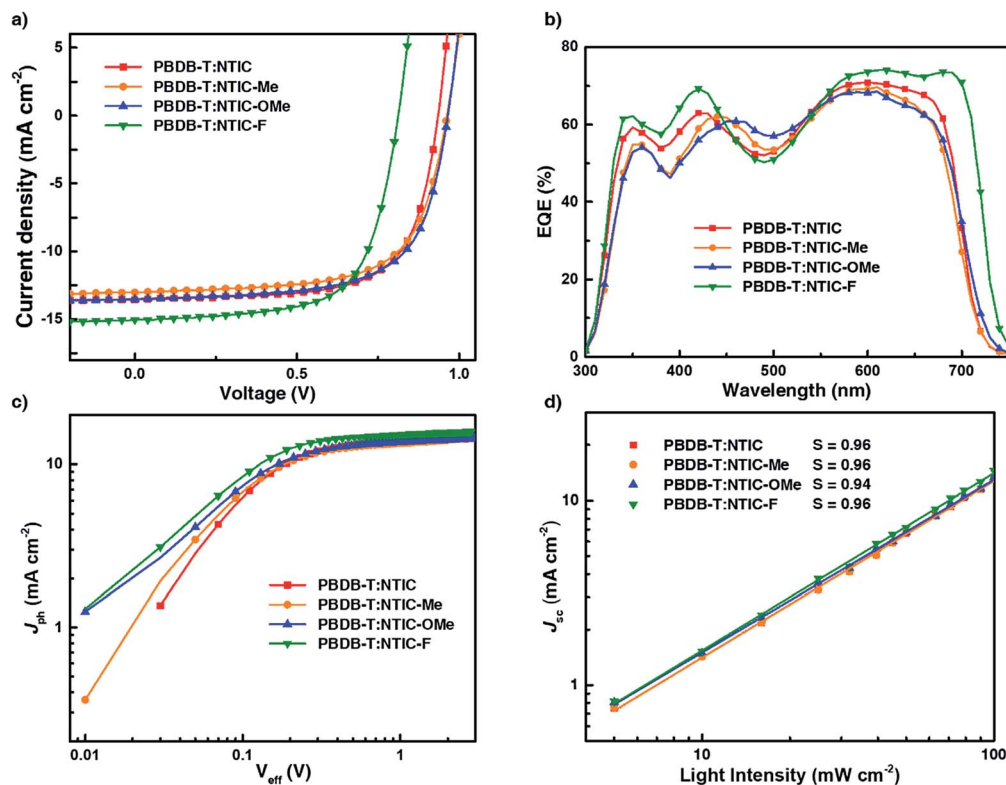 a)
Current density (mA cm⁻²)
5
0
-5
-10
-15
PBDB-T:NTIC
PBDB-T:NTIC-Me
PBDB-T:NTIC-OMe
PBDB-T:NTIC-F
0.0
0.5
1.0
Voltage (V)
b)
EQE (%)
80
60
40
20
0
PBDB-T:NTIC
PBDB-T:NTIC-Me
PBDB-T:NTIC-OMe
PBDB-T:NTIC-F
300
400
500
600
700
Wavelength (nm)
c)
Jph (mA cm⁻²)
10
1
PBDB-T:NTIC
PBDB-T:NTIC-Me
PBDB-T:NTIC-OMe
PBDB-T:NTIC-F
0.01
0.1
1
Veff (V)
d)
Jsc (mA cm⁻²)
10
1
PBDB-T:NTIC S = 0.96
PBDB-T:NTIC-Me S = 0.96
PBDB-T:NTIC-OMe S = 0.94
PBDB-T:NTIC-F S = 0.96
10
100
Light Intensity (mW cm⁻²)